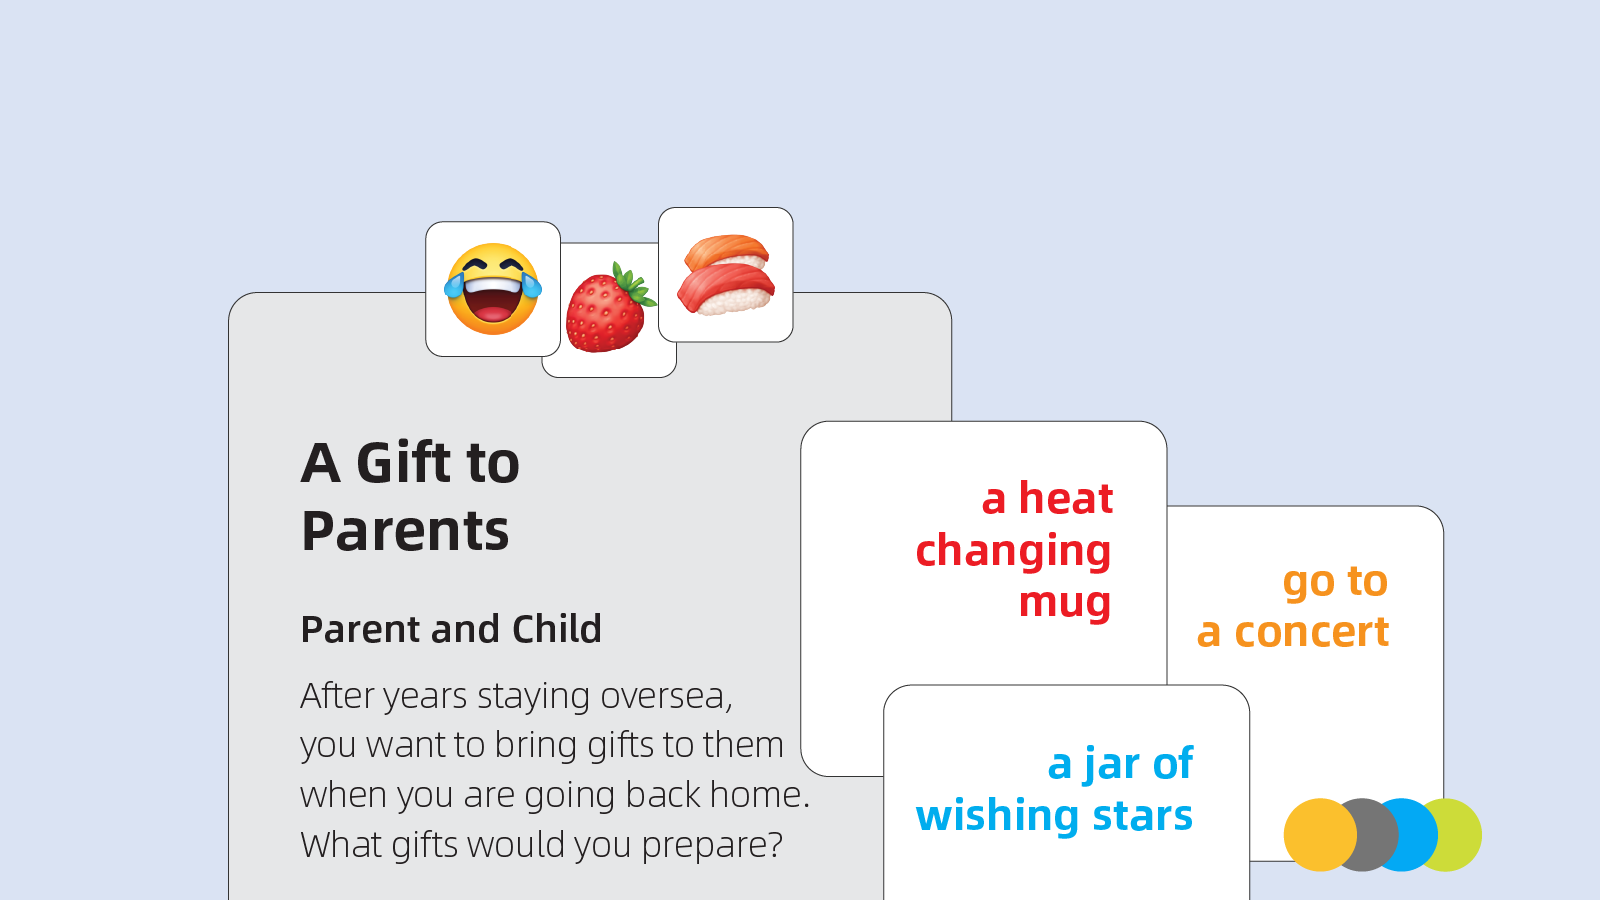 A Gift to
Parents
Parent and Child
After years staying oversea,
you want to bring gifts to them
when you are going back home.
What gifts would you prepare?
a heat
changing
mug
go to
a concert
a jar of
wishing stars